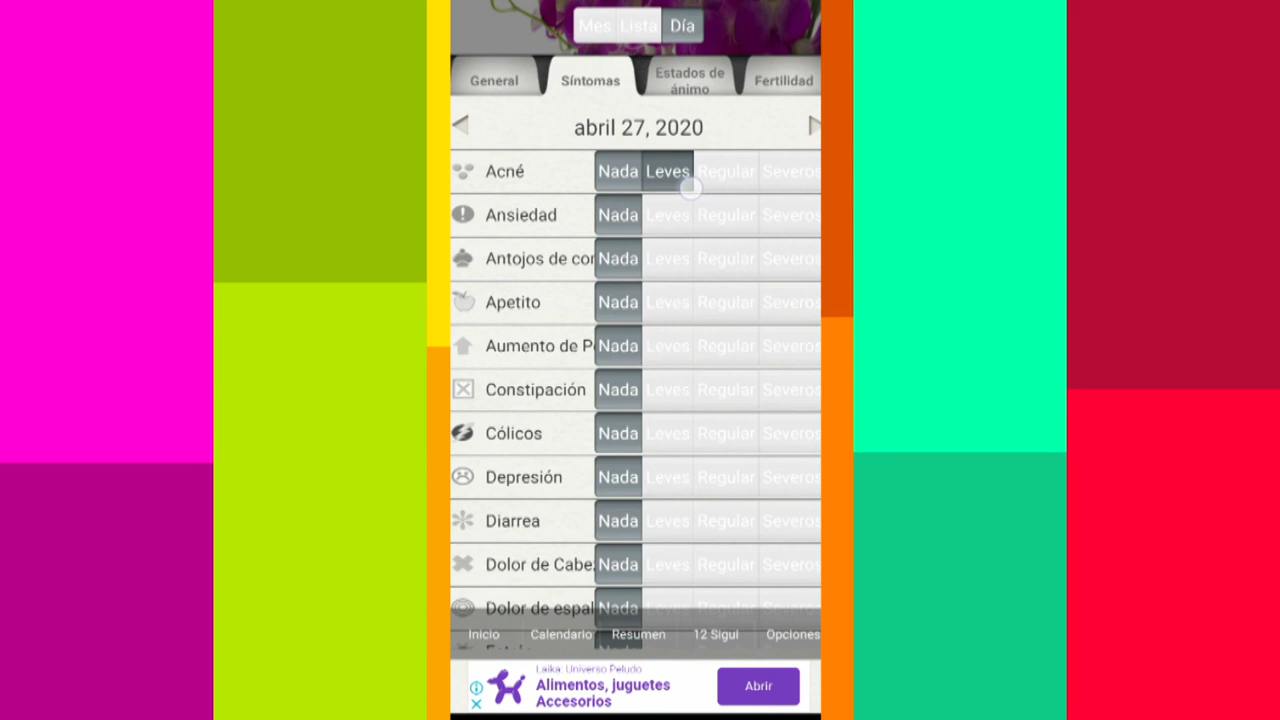 Mes Lista Día
General Síntomas Estados de ánimo Fertilidad
abril 27, 2020
Acné Nada Leves Regular Severos
Ansiedad Nada Leves Regular Severos
Antojos de con Nada Leves Regular Severos
Apetito Nada Leves Regular Severos
Aumento de P Nada Leves Regular Severos
Constipación Nada Leves Regular Severos
Cólicos Nada Leves Regular Severos
Depresión Nada Leves Regular Severos
Diarrea Nada Leves Regular Severos
Dolor de Cabe Nada Leves Regular Severos
Dolor de espal Nada Leves Regular Severos
Inicio Calendario Resumen 12 Sigui Opciones
Laika: Universo Peludo
Alimentos, juguetes
Accesorios
Abrir